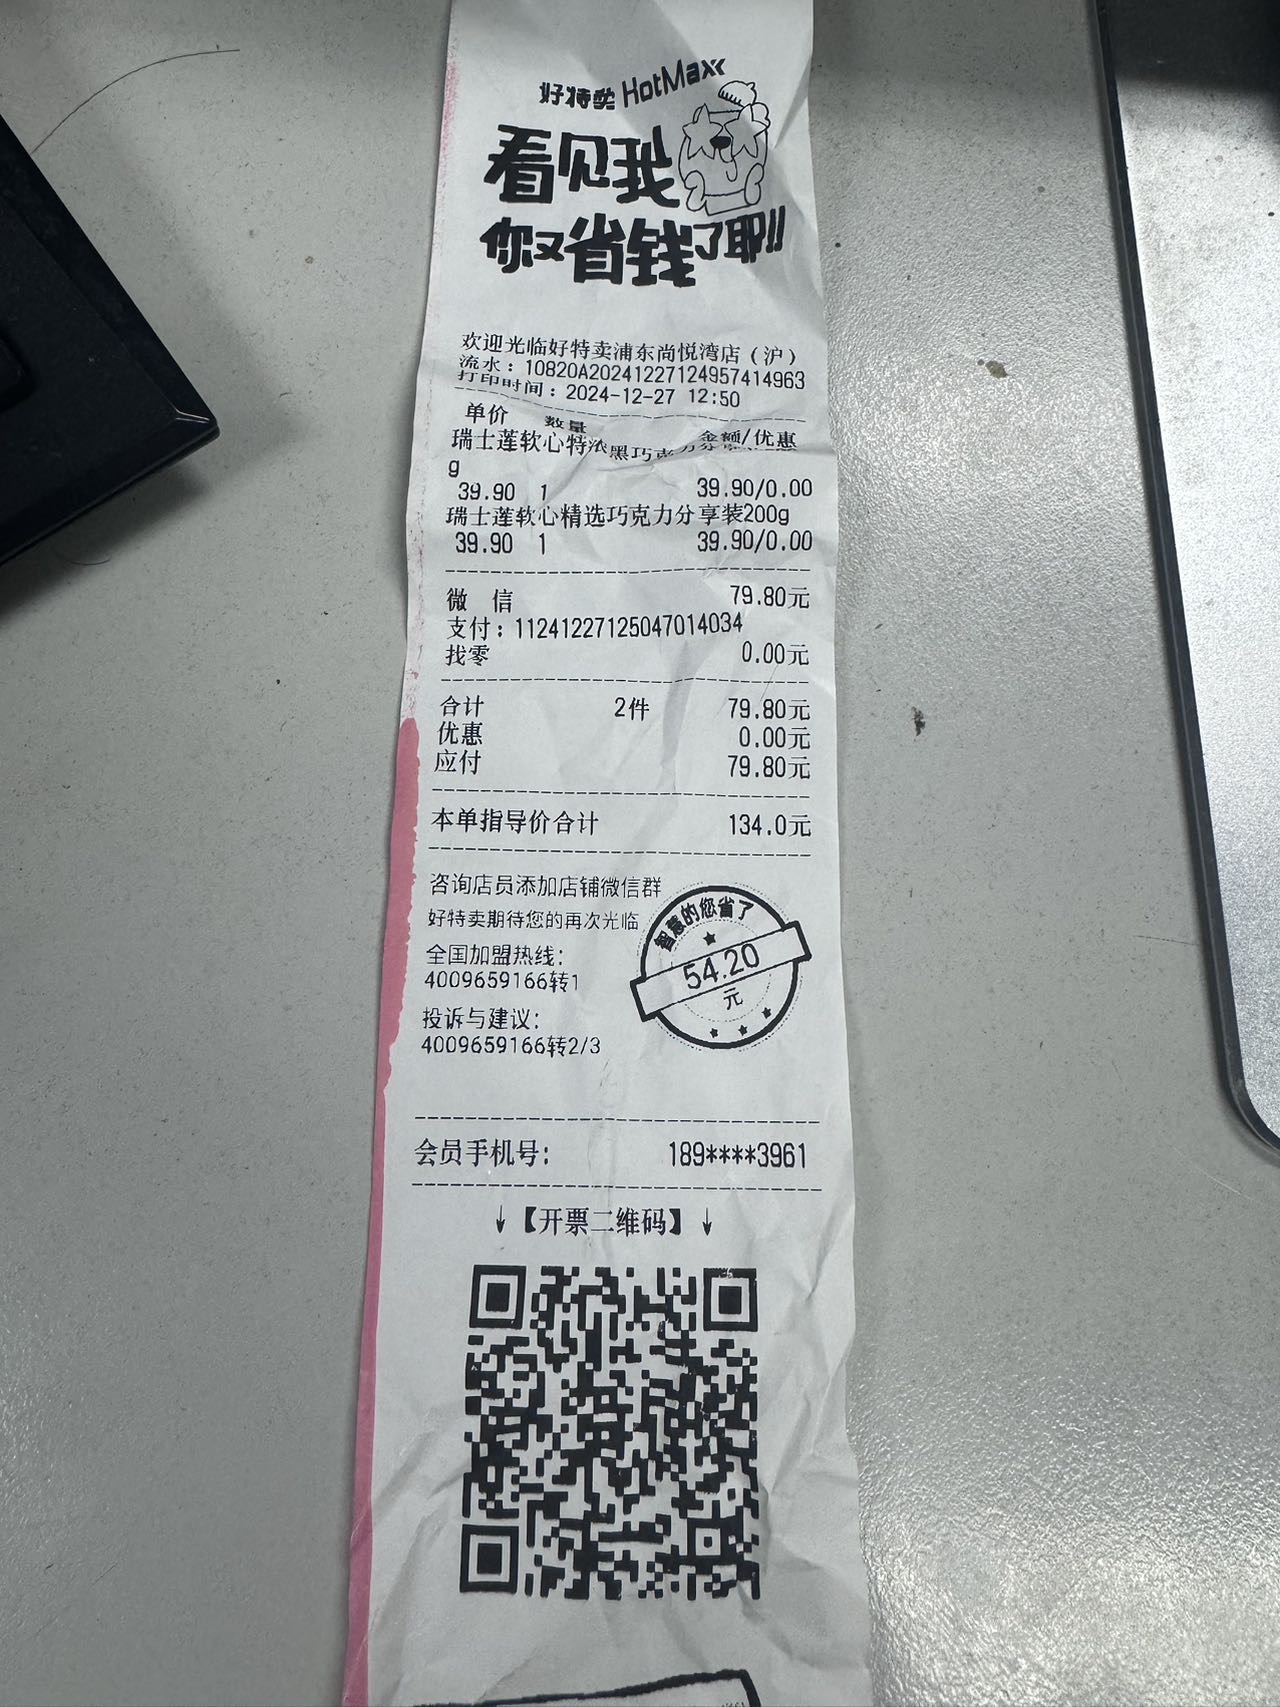 好特卖 HotMaxx
看见我
你又省钱了耶!!
欢迎光临好特卖浦东尚悦湾店（沪）
流水：10820A20241227124957414963
打印时间：2024-12-27 12:50
单价 数量 金额/优惠
瑞士莲软心特浓黑巧克力分
g
39.90 1 39.90/0.00
瑞士莲软心精选巧克力分享装200g
39.90 1 39.90/0.00
微 信 79.80元
支付：11241227125047014034
找零 0.00元
合计 2件 79.80元
优惠 0.00元
应付 79.80元
本单指导价合计 134.0元
咨询店员添加店铺微信群
好特卖期待您的再次光临
全国加盟热线：
4009659166转1
投诉与建议：
4009659166转2/3
智慧的您省了
54.20
元
会员手机号： 189****3961
↓【开票二维码】↓